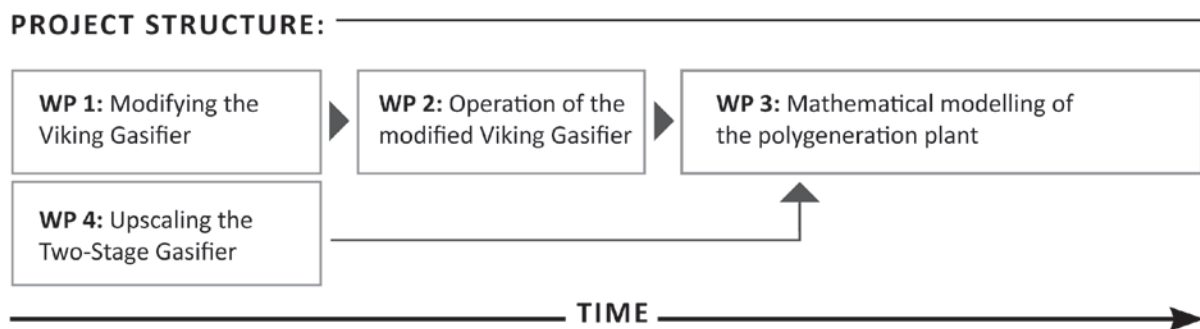 PROJECT STRUCTURE:
WP 1: Modifying the
Viking Gasifier
WP 2: Operation of the
modified Viking Gasifier
WP 3: Mathematical modelling of
the polygeneration plant
WP 4: Upscaling the
Two-Stage Gasifier
TIME